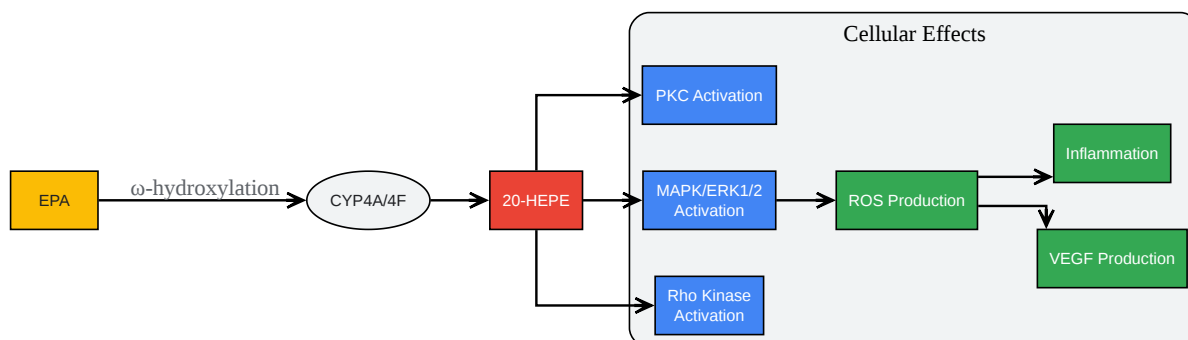 Cellular Effects
PKC Activation
EPA
ω-hydroxylation
CYP4A/4F
20-HEPE
MAPK/ERK1/2
Activation
ROS Production
Inflammation
VEGF Production
Rho Kinase
Activation